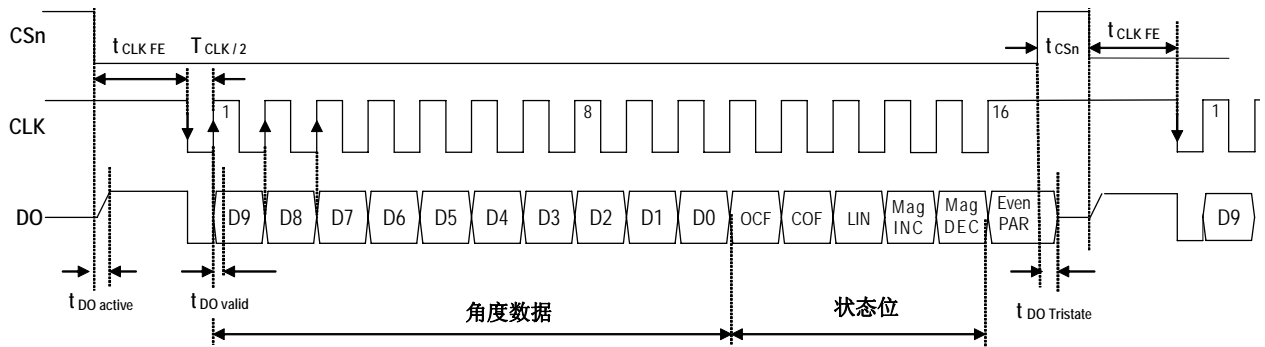 CSn
t CLK FE
T CLK / 2
t CSn
t CLK FE
CLK
1
8
16
1
DO
D9
D8
D7
D6
D5
D4
D3
D2
D1
D0
OCF
COF
LIN
Mag
INC
Mag
DEC
Even
PAR
D9
t DO active
t DO valid
角度数据
状态位
t DO Tristate